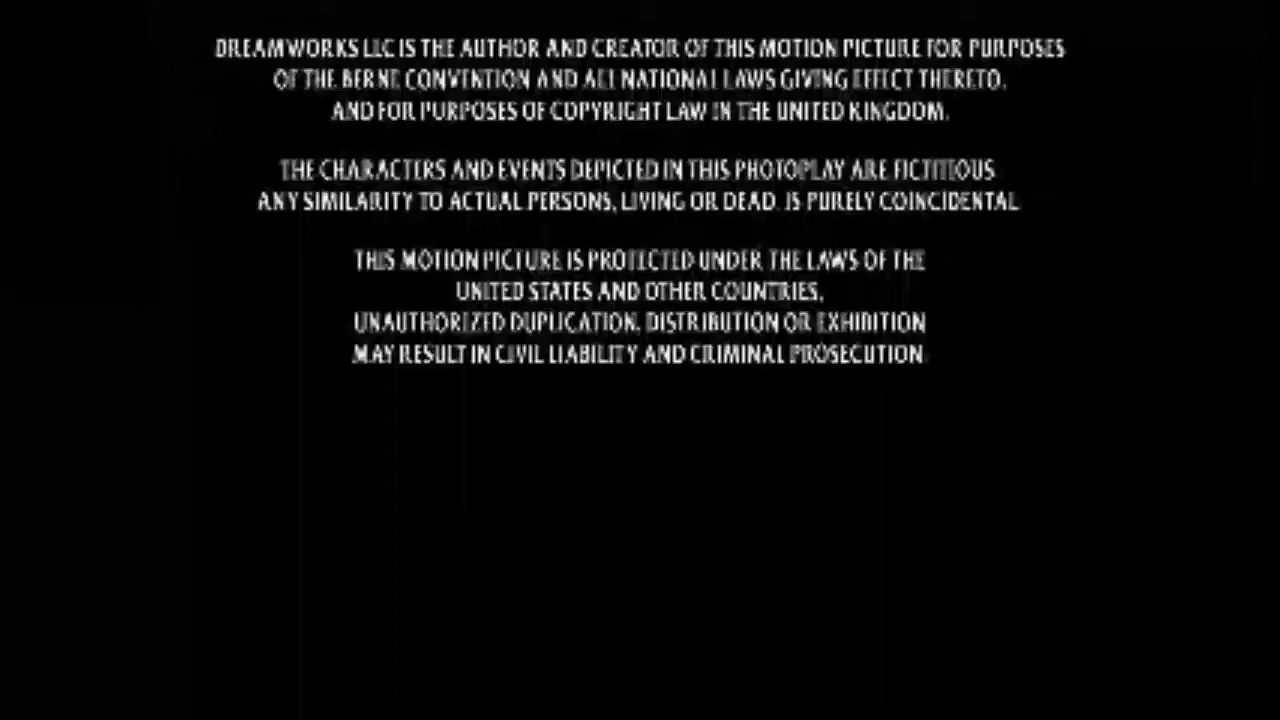 DREAMWORKS LLC IS THE AUTHOR AND CREATOR OF THIS MOTION PICTURE FOR PURPOSES
OF THE BERNE CONVENTION AND ALL NATIONAL LAWS GIVING EFFECT THERETO,
AND FOR PURPOSES OF COPYRIGHT LAW IN THE UNITED KINGDOM.
THE CHARACTERS AND EVENTS DEPICTED IN THIS PHOTOPLAY ARE FICTITIOUS
ANY SIMILARITY TO ACTUAL PERSONS, LIVING OR DEAD, IS PURELY COINCIDENTAL
THIS MOTION PICTURE IS PROTECTED UNDER THE LAWS OF THE
UNITED STATES AND OTHER COUNTRIES.
UNAUTHORIZED DUPLICATION, DISTRIBUTION OR EXHIBITION
MAY RESULT IN CIVIL LIABILITY AND CRIMINAL PROSECUTION.